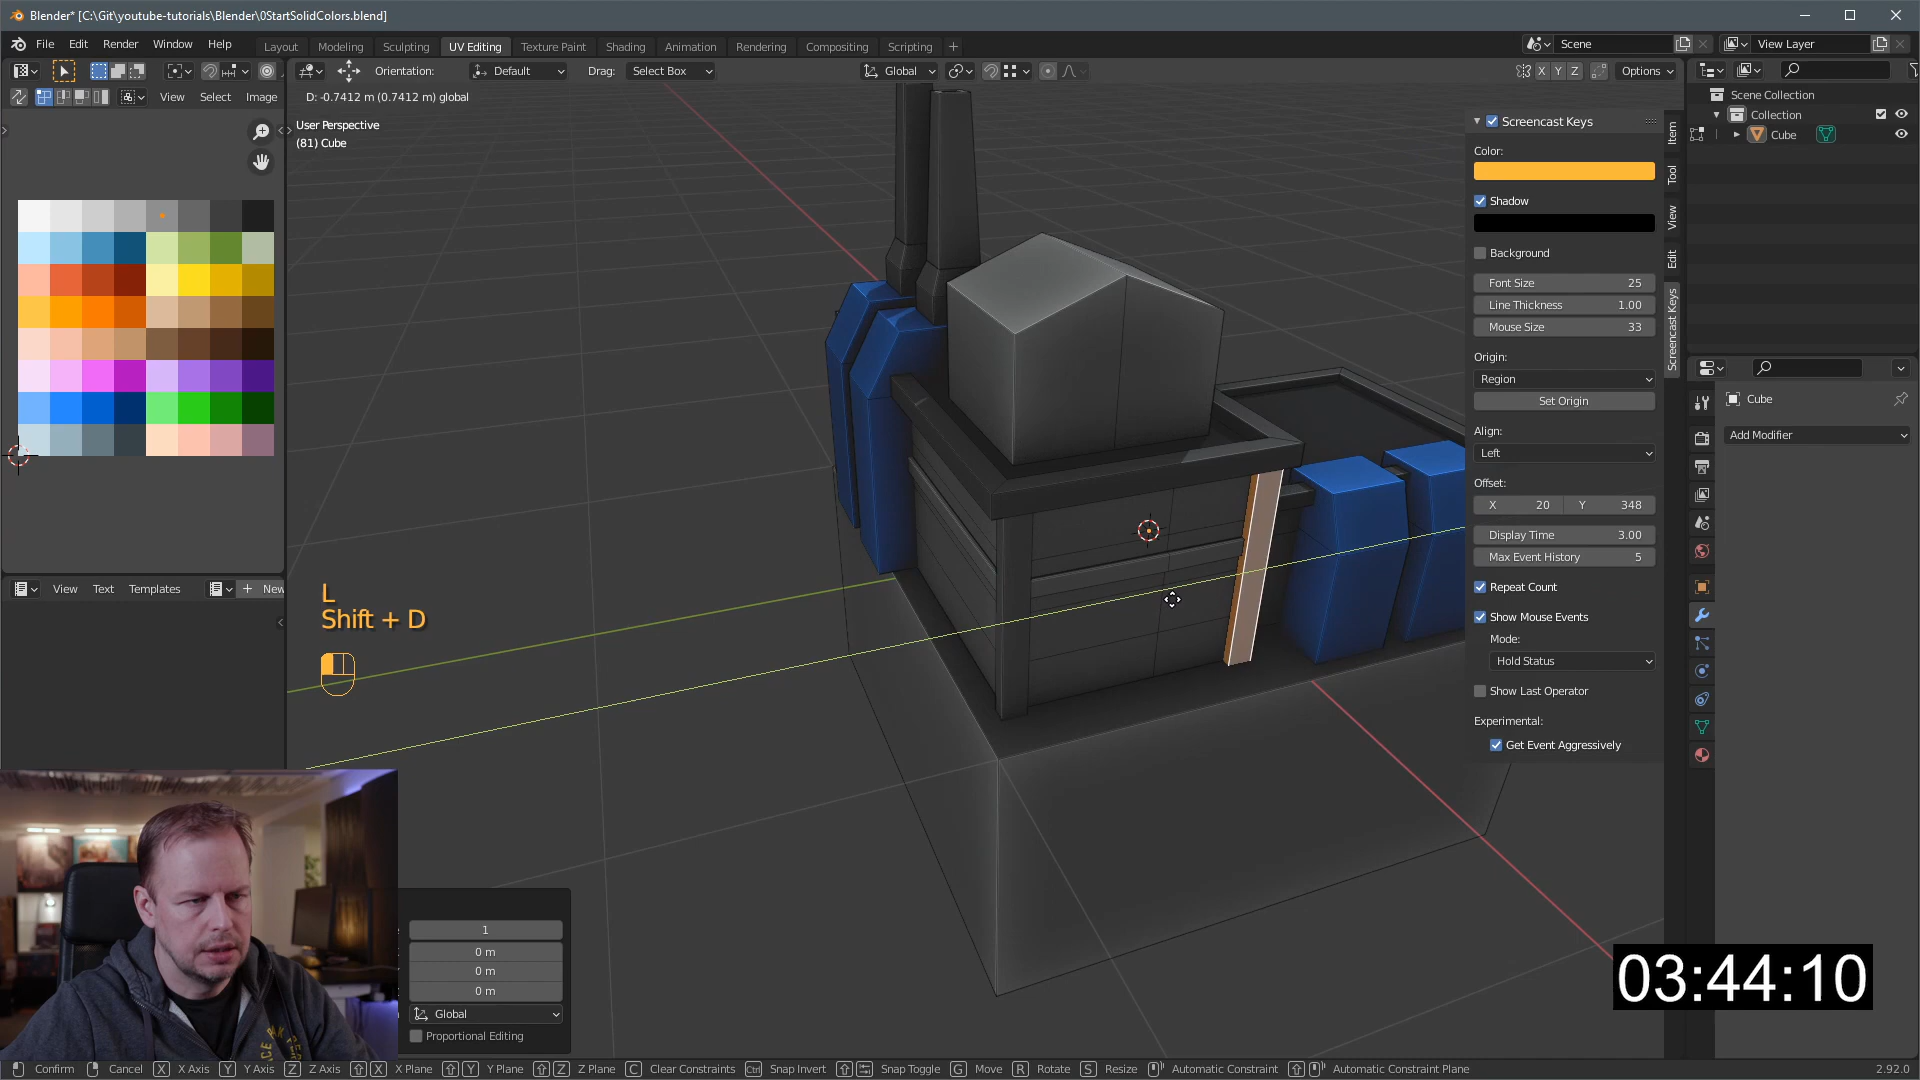 Blender* [C:\Git\youtube-tutorials\Blender\0StartSolidColors.blend]
File Edit Render Window Help
Layout Modeling Sculpting UV Editing Texture Paint Shading Animation Rendering Compositing Scripting
Scene
View Layer
Orientation: Default
Drag: Select Box
Global
X Y Z
Options
View Select Image
D: -0.7412 m (0.7412 m) global
User Perspective
(81) Cube
Screencast Keys
Color:
Shadow
Background
Font Size 25
Line Thickness 1.00
Mouse Size 33
Origin:
Region
Set Origin
Align:
Left
Offset:
X 20 Y 348
Display Time 3.00
Max Event History 5
Repeat Count
Show Mouse Events
Mode:
Hold Status
Show Last Operator
Experimental:
Get Event Aggressively
Item
Tool
View
Edit
Screencast Keys
Scene Collection
Collection
Cube
Cube
Add Modifier
View Text Templates
New
L
Shift + D
1
0 m
0 m
0 m
Global
Proportional Editing
03:44:10
Confirm Cancel X X Axis Y Y Axis Z Z Axis X X Plane Y Y Plane Z Z Plane C Clear Constraints Ctrl Snap Invert Snap Toggle G Move R Rotate S Resize Automatic Constraint Automatic Constraint Plane
2.92.0